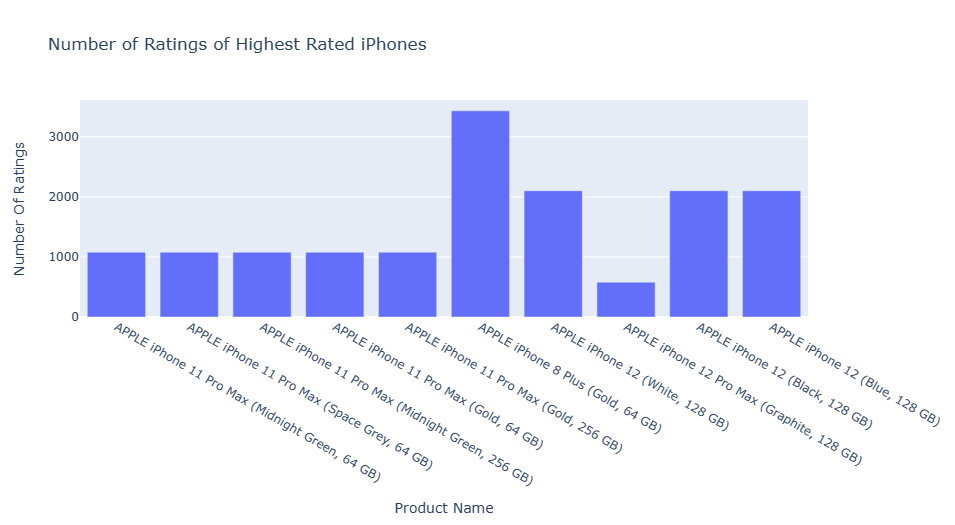 Number of Ratings of Highest Rated iPhones
Number Of Ratings
3000
2000
1000
0
APPLE iPhone 11 Pro Max (Midnight Green, 64 GB)
APPLE iPhone 11 Pro Max (Space Grey, 64 GB)
APPLE iPhone 11 Pro Max (Midnight Green, 256 GB)
APPLE iPhone 11 Pro Max (Gold, 64 GB)
APPLE iPhone 11 Pro Max (Gold, 256 GB)
APPLE iPhone 8 Plus (Gold, 64 GB)
APPLE iPhone 12 (White, 128 GB)
APPLE iPhone 12 Pro Max (Graphite, 128 GB)
APPLE iPhone 12 (Black, 128 GB)
APPLE iPhone 12 (Blue, 128 GB)
Product Name